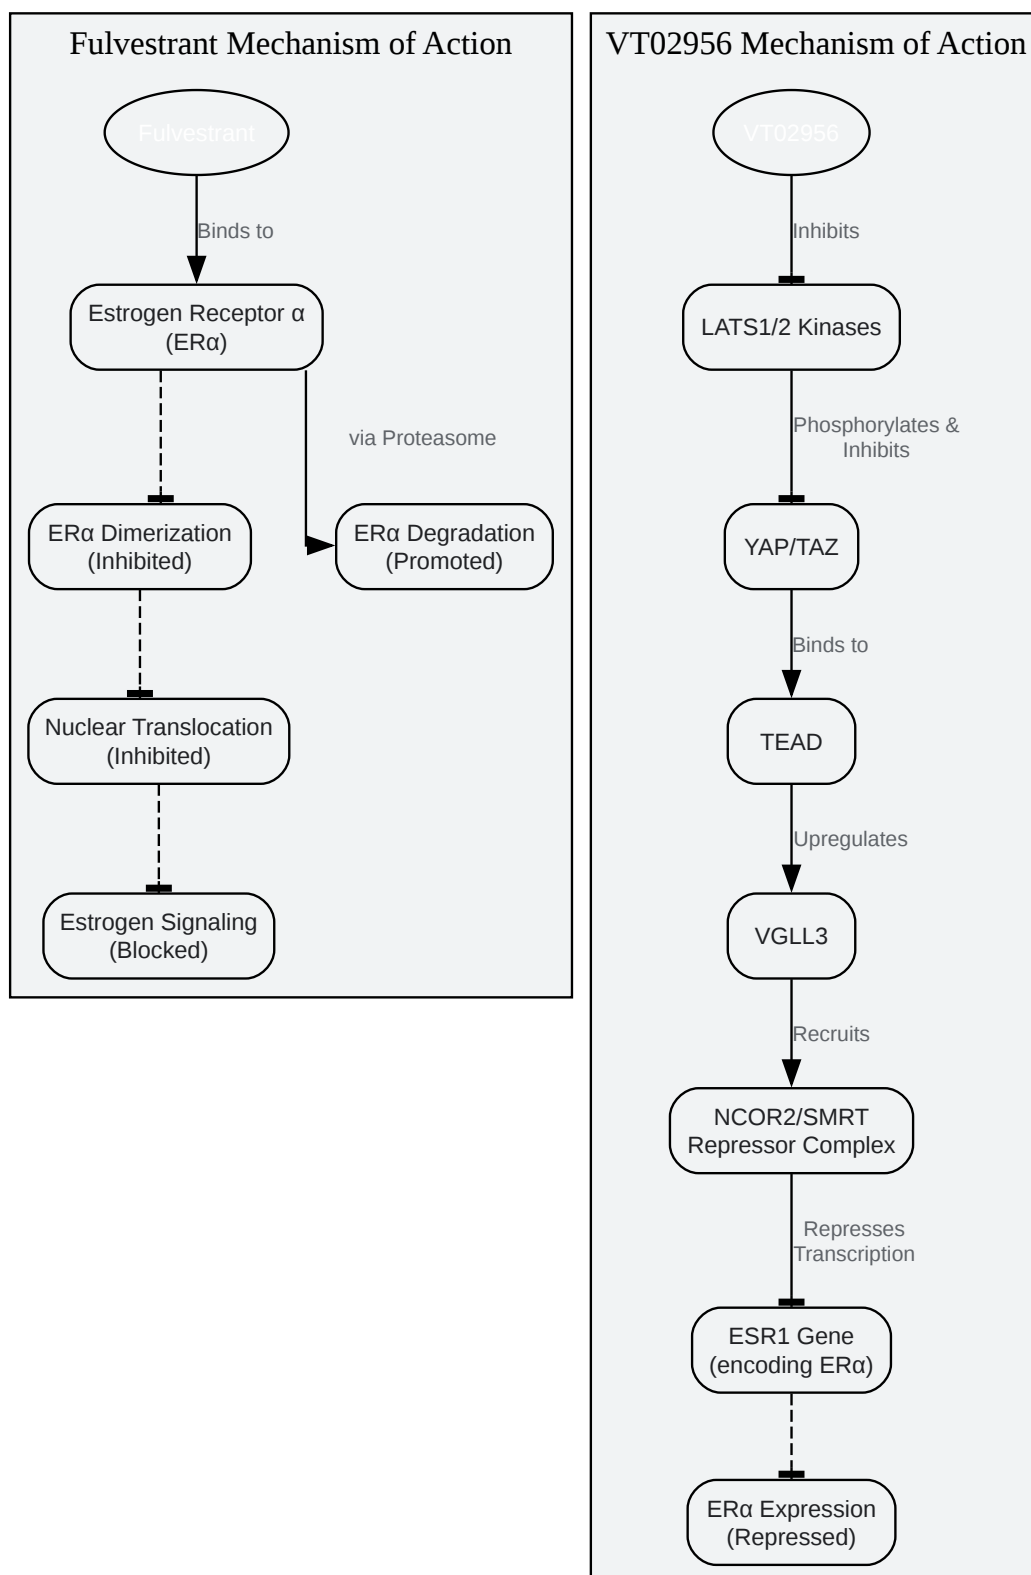 Fulvestrant Mechanism of Action
Fulvestrant
Binds to
Estrogen Receptor α
(ERα)
via Proteasome
ERα Dimerization
(Inhibited)
ERα Degradation
(Promoted)
Nuclear Translocation
(Inhibited)
Estrogen Signaling
(Blocked)
VT02956 Mechanism of Action
VT02956
Inhibits
LATS1/2 Kinases
Phosphorylates &
Inhibits
YAP/TAZ
Binds to
TEAD
Upregulates
VGLL3
Recruits
NCOR2/SMRT
Repressor Complex
Represses
Transcription
ESR1 Gene
(encoding ERα)
ERα Expression
(Repressed)